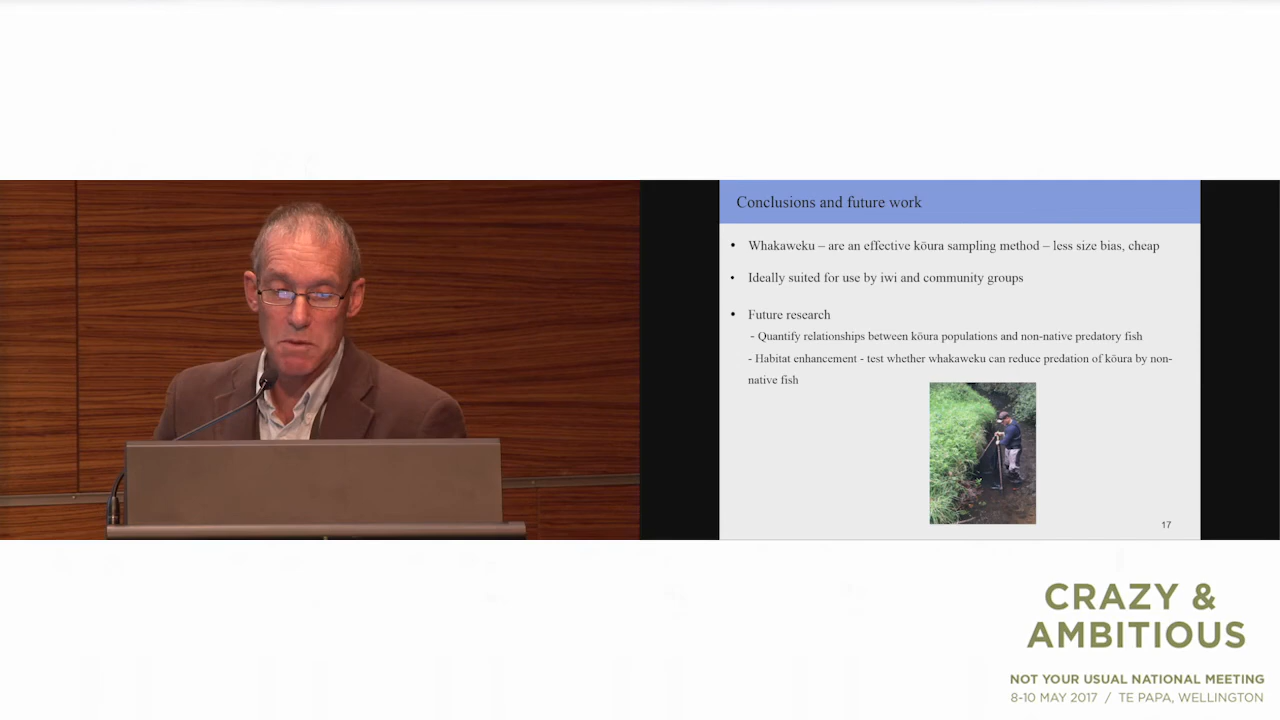 Conclusions and future work
• Whakaweku – are an effective kōura sampling method – less size bias, cheap
• Ideally suited for use by iwi and community groups
• Future research
- Quantify relationships between kōura populations and non-native predatory fish
- Habitat enhancement - test whether whakaweku can reduce predation of kōura by non-
native fish
17
CRAZY &
AMBITIOUS
NOT YOUR USUAL NATIONAL MEETING
8-10 MAY 2017 / TE PAPA, WELLINGTON